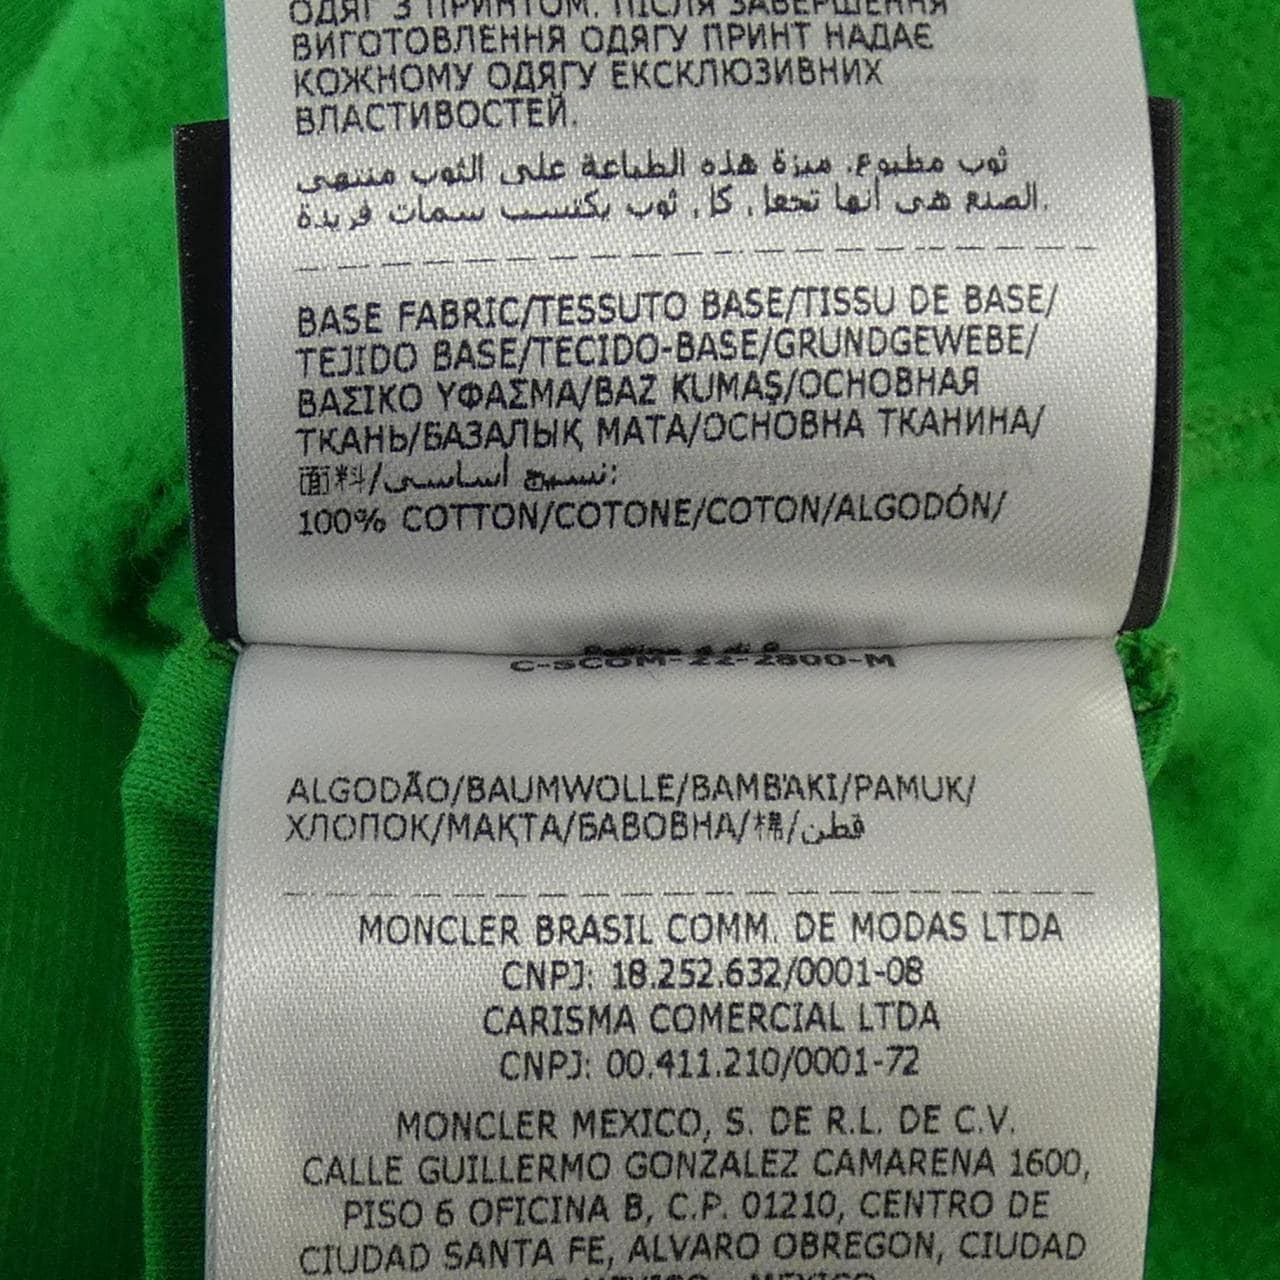 ОДЯГ З ПРИНТОМ. ПІСЛЯ ЗАВЕРШЕННЯ
ВИГОТОВЛЕННЯ ОДЯГУ ПРИНТ НАДАЄ
КОЖНОМУ ОДЯГУ ЕКСКЛЮЗИВНИХ
ВЛАСТИВОСТЕЙ.
ثوب مطبوع. ميزة هذه الطباعة على الثوب منتهي
الصنع هي أنها تجعل كل ثوب يكتسب سمات فريدة.
BASE FABRIC/TESSUTO BASE/TISSU DE BASE/
TEJIDO BASE/TECIDO-BASE/GRUNDGEWEBE/
ΒΑΣΙΚΟ ΥΦΑΣΜΑ/BAZ KUMAŞ/ОСНОВНАЯ
ТКАНЬ/БАЗАЛЫҚ МАТА/ОСНОВНА ТКАНИНА/
面料/نسيج أساسي:
100% COTTON/COTONE/COTON/ALGODÓN/
C-SCOM-22-2800-M
ALGODÃO/BAUMWOLLE/ΒΑΜΒΆΚΙ/PAMUK/
ХЛОПОК/МАҚТА/БАВОВНА/棉/قطن
MONCLER BRASIL COMM. DE MODAS LTDA
CNPJ: 18.252.632/0001-08
CARISMA COMERCIAL LTDA
CNPJ: 00.411.210/0001-72
MONCLER MEXICO, S. DE R.L. DE C.V.
CALLE GUILLERMO GONZALEZ CAMARENA 1600,
PISO 6 OFICINA B, C.P. 01210, CENTRO DE
CIUDAD SANTA FE, ALVARO OBREGON, CIUDAD